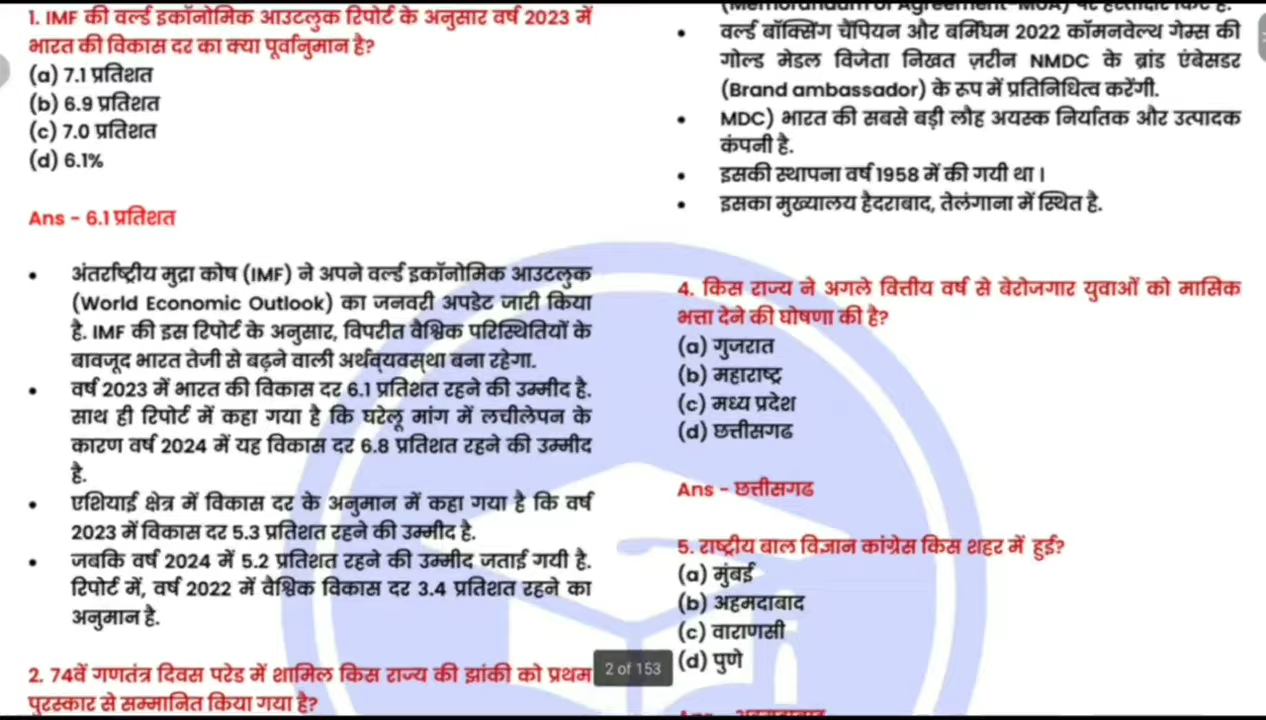 1. IMF की वर्ल्ड इकॉनोमिक आउटलुक रिपोर्ट के अनुसार वर्ष 2023 में
भारत की विकास दर का क्या पूर्वानुमान है?
(a) 7.1 प्रतिशत
(b) 6.9 प्रतिशत
(c) 7.0 प्रतिशत
(d) 6.1%
Ans - 6.1 प्रतिशत
• अंतर्राष्ट्रीय मुद्रा कोष (IMF) ने अपने वर्ल्ड इकॉनोमिक आउटलुक
(World Economic Outlook) का जनवरी अपडेट जारी किया
है. IMF की इस रिपोर्ट के अनुसार, विपरीत वैश्विक परिस्थितियों के
बावजूद भारत तेजी से बढ़ने वाली अर्थव्यवस्था बना रहेगा.
• वर्ष 2023 में भारत की विकास दर 6.1 प्रतिशत रहने की उम्मीद है.
साथ ही रिपोर्ट में कहा गया है कि घरेलू मांग में लचीलेपन के
कारण वर्ष 2024 में यह विकास दर 6.8 प्रतिशत रहने की उम्मीद
है.
• एशियाई क्षेत्र में विकास दर के अनुमान में कहा गया है कि वर्ष
2023 में विकास दर 5.3 प्रतिशत रहने की उम्मीद है.
• जबकि वर्ष 2024 में 5.2 प्रतिशत रहने की उम्मीद जताई गयी है.
रिपोर्ट में, वर्ष 2022 में वैश्विक विकास दर 3.4 प्रतिशत रहने का
अनुमान है.
2. 74वें गणतंत्र दिवस परेड में शामिल किस राज्य की झांकी को प्रथम
पुरस्कार से सम्मानित किया गया है?
(Memorandum of Agreement-MoA) पर हस्ताक्षर किए है.
• वर्ल्ड बॉक्सिंग चैंपियन और बर्मिंघम 2022 कॉमनवेल्थ गेम्स की
गोल्ड मेडल विजेता निखत ज़रीन NMDC के ब्रांड एंबेसडर
(Brand ambassador) के रूप में प्रतिनिधित्व करेंगी.
• MDC) भारत की सबसे बड़ी लौह अयस्क निर्यातक और उत्पादक
कंपनी है.
• इसकी स्थापना वर्ष 1958 में की गयी था।
• इसका मुख्यालय हैदराबाद, तेलंगाना में स्थित है.
4. किस राज्य ने अगले वित्तीय वर्ष से बेरोजगार युवाओं को मासिक
भत्ता देने की घोषणा की है?
(a) गुजरात
(b) महाराष्ट्र
(c) मध्य प्रदेश
(d) छत्तीसगढ
Ans - छत्तीसगढ
5. राष्ट्रीय बाल विज्ञान कांग्रेस किस शहर में हुई?
(a) मुंबई
(b) अहमदाबाद
(c) वाराणसी
(d) पुणे
Ans - अहमदाबाद
2 of 153